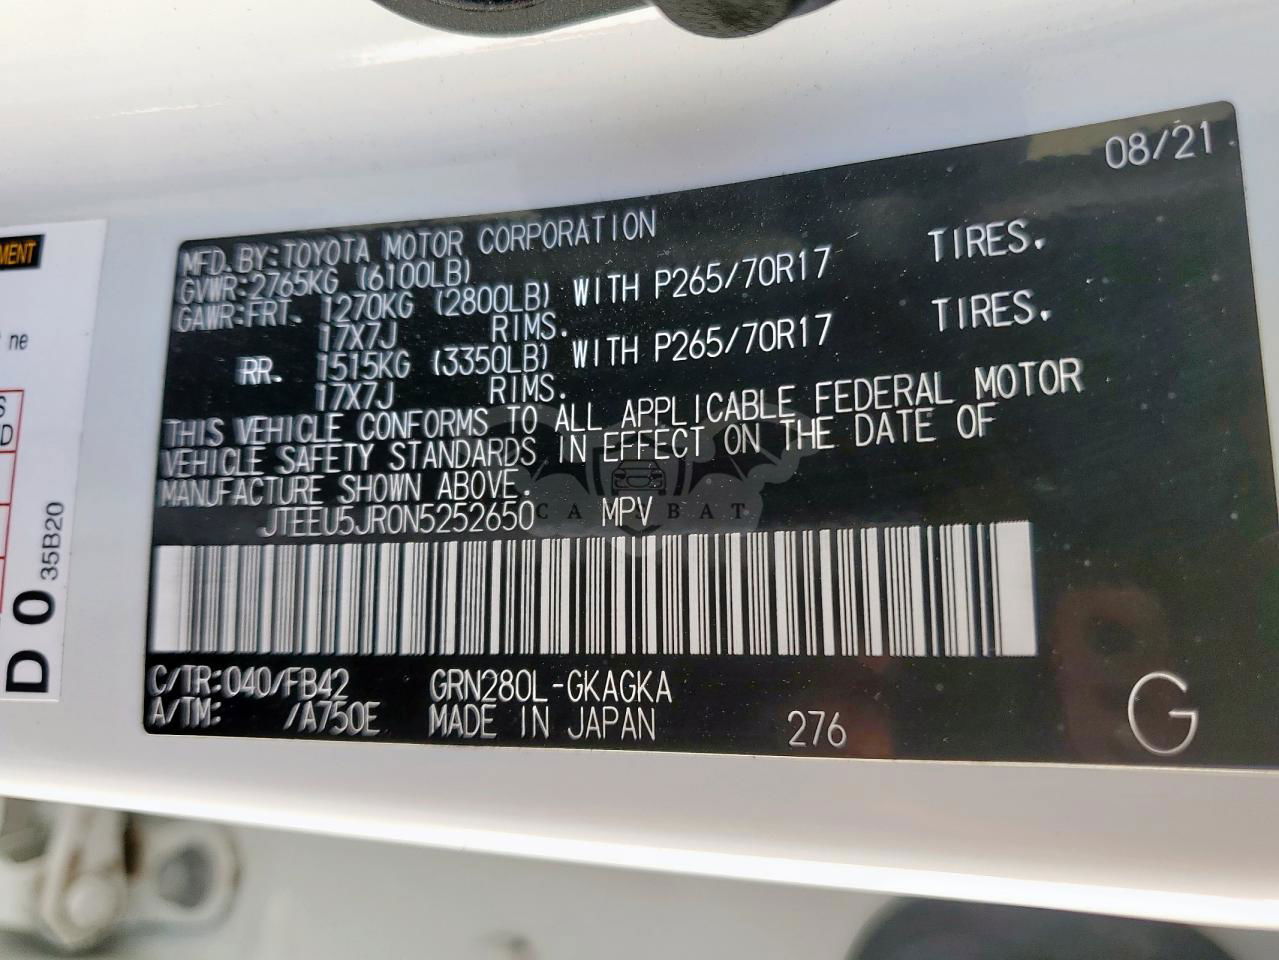 08/21
MFD. BY: TOYOTA MOTOR CORPORATION
GVWR: 2765KG (6100LB)
GAWR: FRT. 1270KG (2800LB) WITH P265/70R17 TIRES.
17X7J RIMS.
RR. 1515KG (3350LB) WITH P265/70R17 TIRES.
17X7J RIMS.
THIS VEHICLE CONFORMS TO ALL APPLICABLE FEDERAL MOTOR
VEHICLE SAFETY STANDARDS IN EFFECT ON THE DATE OF
MANUFACTURE SHOWN ABOVE.
JTEEU5JR0N5252650 MPV
C/TR: 040/FB42 GRN280L-GKAGKA
A/TM: /A750E MADE IN JAPAN 276 G
ne
S
D
D 0 35B20